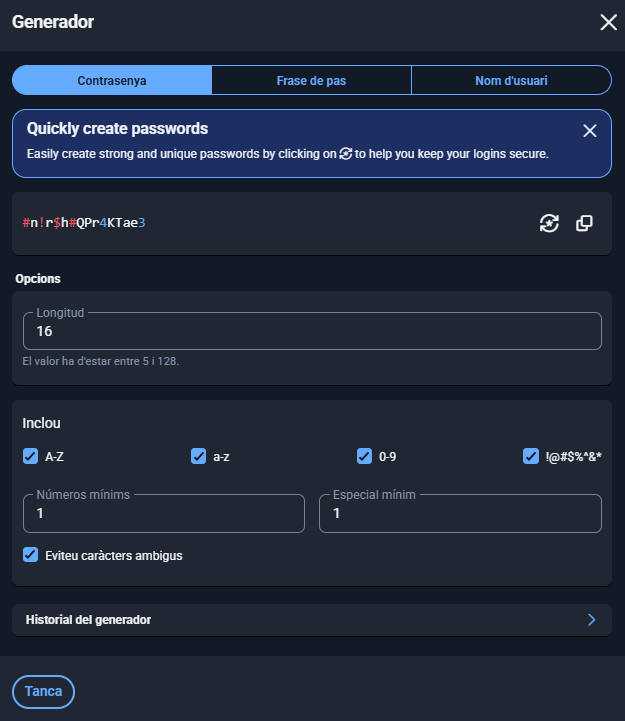 Generador
Contrasenya
Frase de pas
Nom d'usuari
Quickly create passwords
Easily create strong and unique passwords by clicking on to help you keep your logins secure.
#n!r$h#QPr4KTae3
Opcions
Longitud
16
El valor ha d'estar entre 5 i 128.
Inclou
A-Z
a-z
0-9
!@#$%^&*
Números mínims
1
Especial mínim
1
Eviteu caràcters ambigus
Historial del generador
Tanca